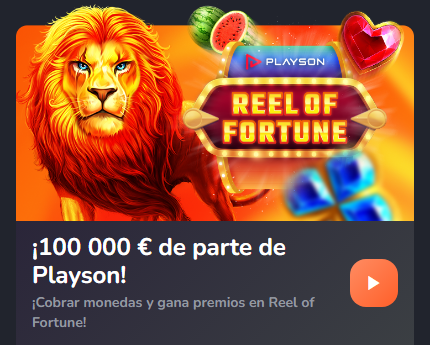 PLAYSON
REEL OF
FORTUNE
¡100 000 € de parte de
Playson!
¡Cobrar monedas y gana premios en Reel of
Fortune!